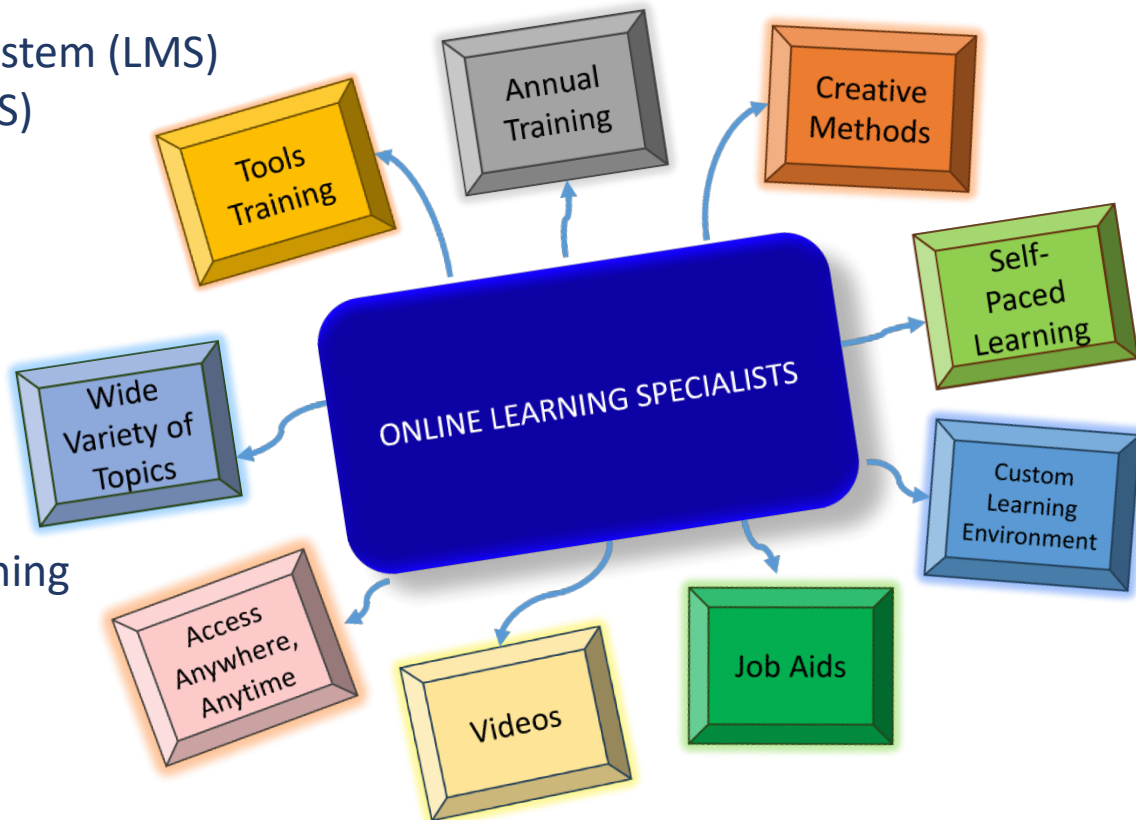 stem (LMS)
S)
ning
Tools
Training
Annual
Training
Creative
Methods
Self-
Paced
Learning
ONLINE LEARNING SPECIALISTS
Wide
Variety of
Topics
Custom
Learning
Environment
Access
Anywhere,
Anytime
Videos
Job Aids